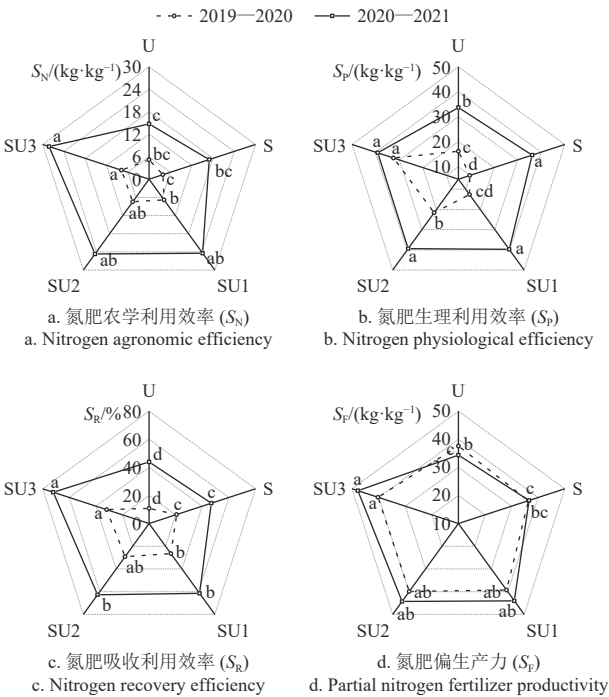 2019—2020 2020—2021
U U
S_N/(kg·kg⁻¹) 30 S_P/(kg·kg⁻¹) 50
24 40
18 30
12 20
6 10
0
SU3 a c bc a bc c S
SU3 a a b c d a S
ab b cd b
ab ab a a
SU2 SU1 SU2 SU1
a. 氮肥农学利用效率 (S_N) b. 氮肥生理利用效率 (S_P)
a. Nitrogen agronomic efficiency b. Nitrogen physiological efficiency
U U
S_R/% 80 S_F/(kg·kg⁻¹) 50
60 40
40 30
20 20
0 10
SU3 a d d a c c S
SU3 a a b c c bc S
ab b ab ab
b b ab ab
SU2 SU1 SU2 SU1
c. 氮肥吸收利用效率 (S_R) d. 氮肥偏生产力 (S_F)
c. Nitrogen recovery efficiency d. Partial nitrogen fertilizer productivity